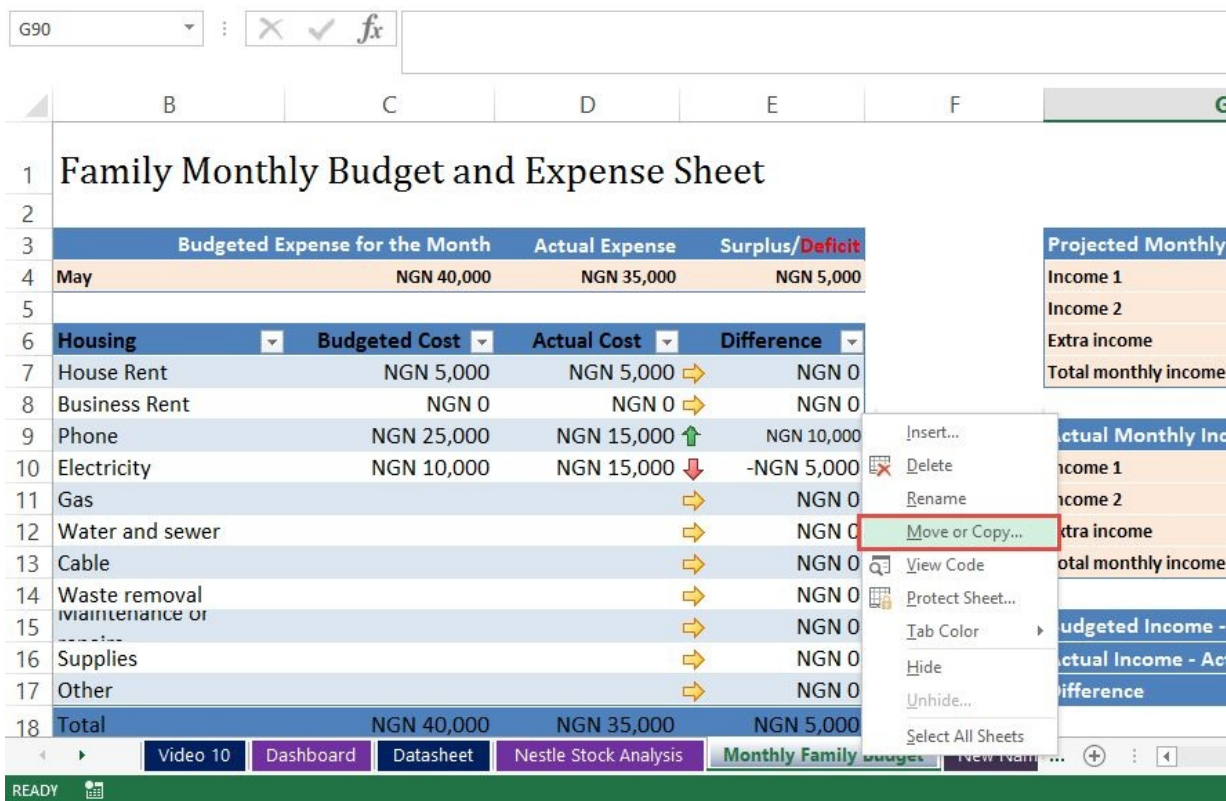 G90 fx
B C D E F G
1 Family Monthly Budget and Expense Sheet
2
3 Budgeted Expense for the Month Actual Expense Surplus/Deficit Projected Monthly
4 May NGN 40,000 NGN 35,000 NGN 5,000 Income 1
5 Income 2
6 Housing Budgeted Cost Actual Cost Difference Extra income
7 House Rent NGN 5,000 NGN 5,000 NGN 0 Total monthly income
8 Business Rent NGN 0 NGN 0 NGN 0
9 Phone NGN 25,000 NGN 15,000 NGN 10,000 Insert... ctual Monthly Inc
10 Electricity NGN 10,000 NGN 15,000 -NGN 5,000 Delete ncome 1
11 Gas NGN 0 Rename ncome 2
12 Water and sewer NGN 0 Move or Copy... xtra income
13 Cable NGN 0 View Code otal monthly income
14 Waste removal NGN 0 Protect Sheet...
15 Maintenance or NGN 0 Tab Color udgeted Income -
16 Supplies NGN 0 Hide ctual Income - Ac
17 Other NGN 0 Unhide... ifference
18 Total NGN 40,000 NGN 35,000 NGN 5,000 Select All Sheets
Video 10 Dashboard Datasheet Nestle Stock Analysis Monthly Family Budget New Nam ...
READY